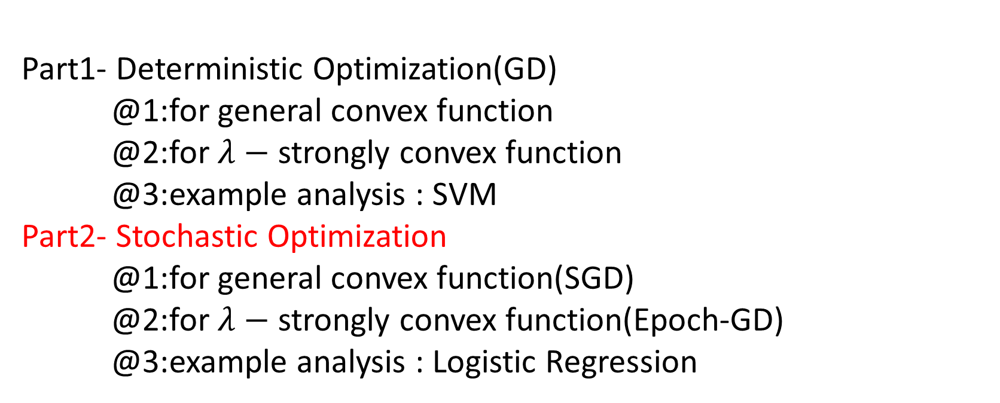 Part1- Deterministic Optimization(GD)
@1:for general convex function
@2:for λ − strongly convex function
@3:example analysis : SVM
Part2- Stochastic Optimization
@1:for general convex function(SGD)
@2:for λ − strongly convex function(Epoch-GD)
@3:example analysis : Logistic Regression